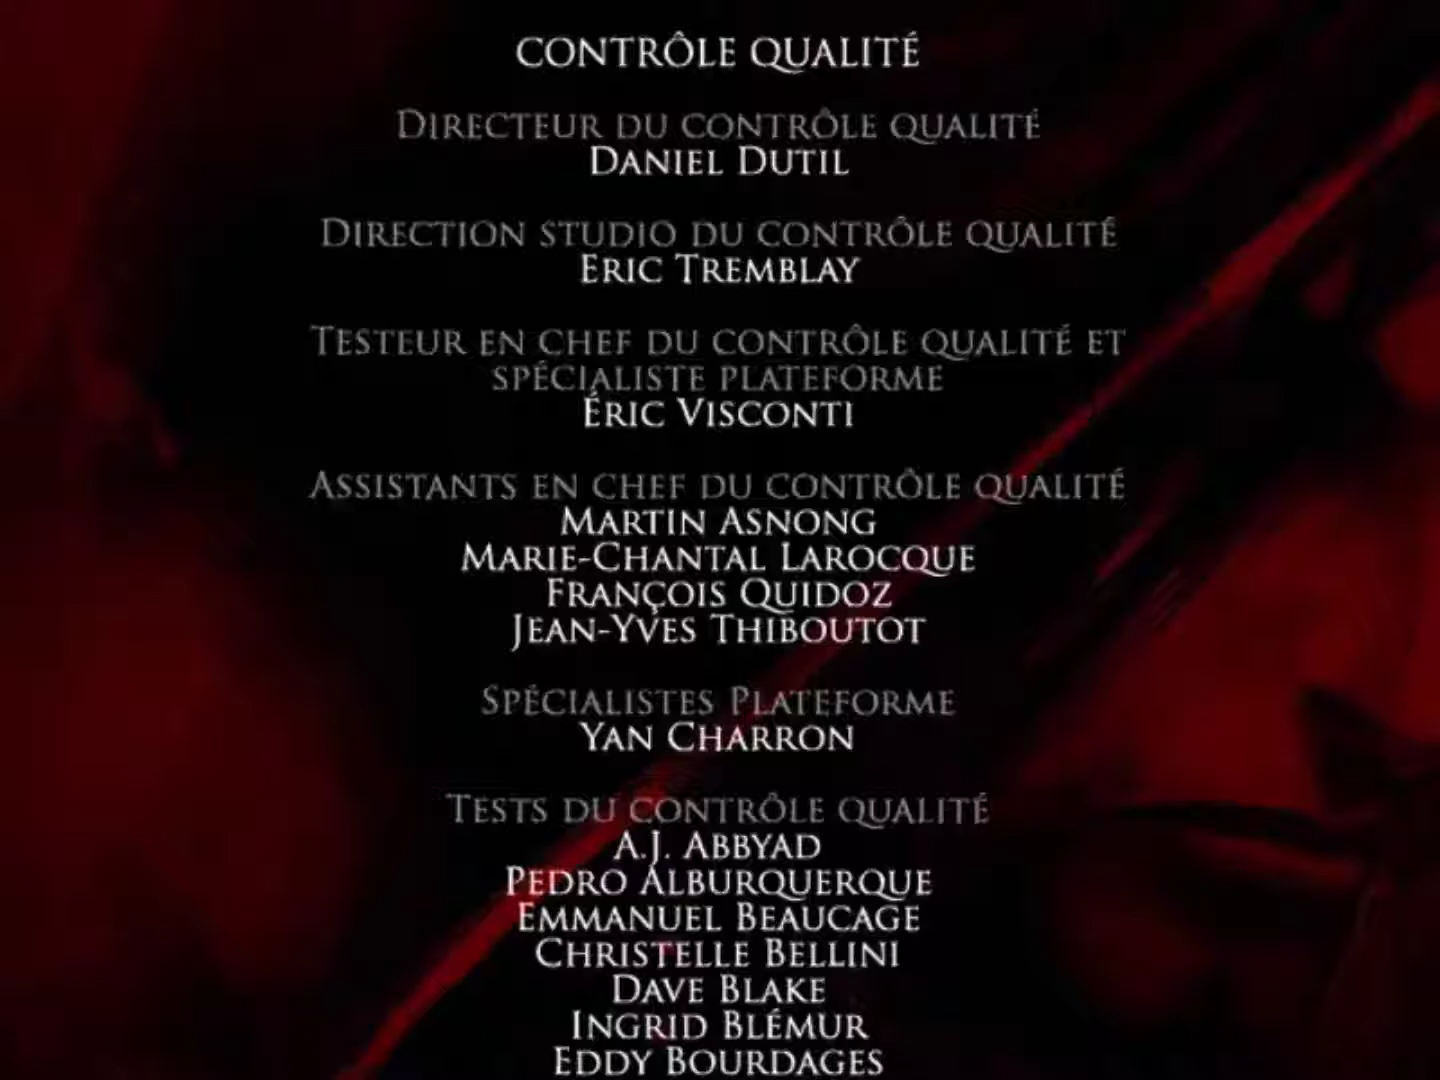 CONTRÔLE QUALITÉ
DIRECTEUR DU CONTRÔLE QUALITÉ
DANIEL DUTIL
DIRECTION STUDIO DU CONTRÔLE QUALITÉ
ERIC TREMBLAY
TESTEUR EN CHEF DU CONTRÔLE QUALITÉ ET
SPÉCIALISTE PLATEFORME
ÉRIC VISCONTI
ASSISTANTS EN CHEF DU CONTRÔLE QUALITÉ
MARTIN ASNONG
MARIE-CHANTAL LAROCQUE
FRANÇOIS QUIDOZ
JEAN-YVES THIBOUTOT
SPÉCIALISTES PLATEFORME
YAN CHARRON
TESTS DU CONTRÔLE QUALITÉ
A.J. ABBYAD
PEDRO ALBURQUERQUE
EMMANUEL BEAUCAGE
CHRISTELLE BELLINI
DAVE BLAKE
INGRID BLÉMUR
EDDY BOURDAGES